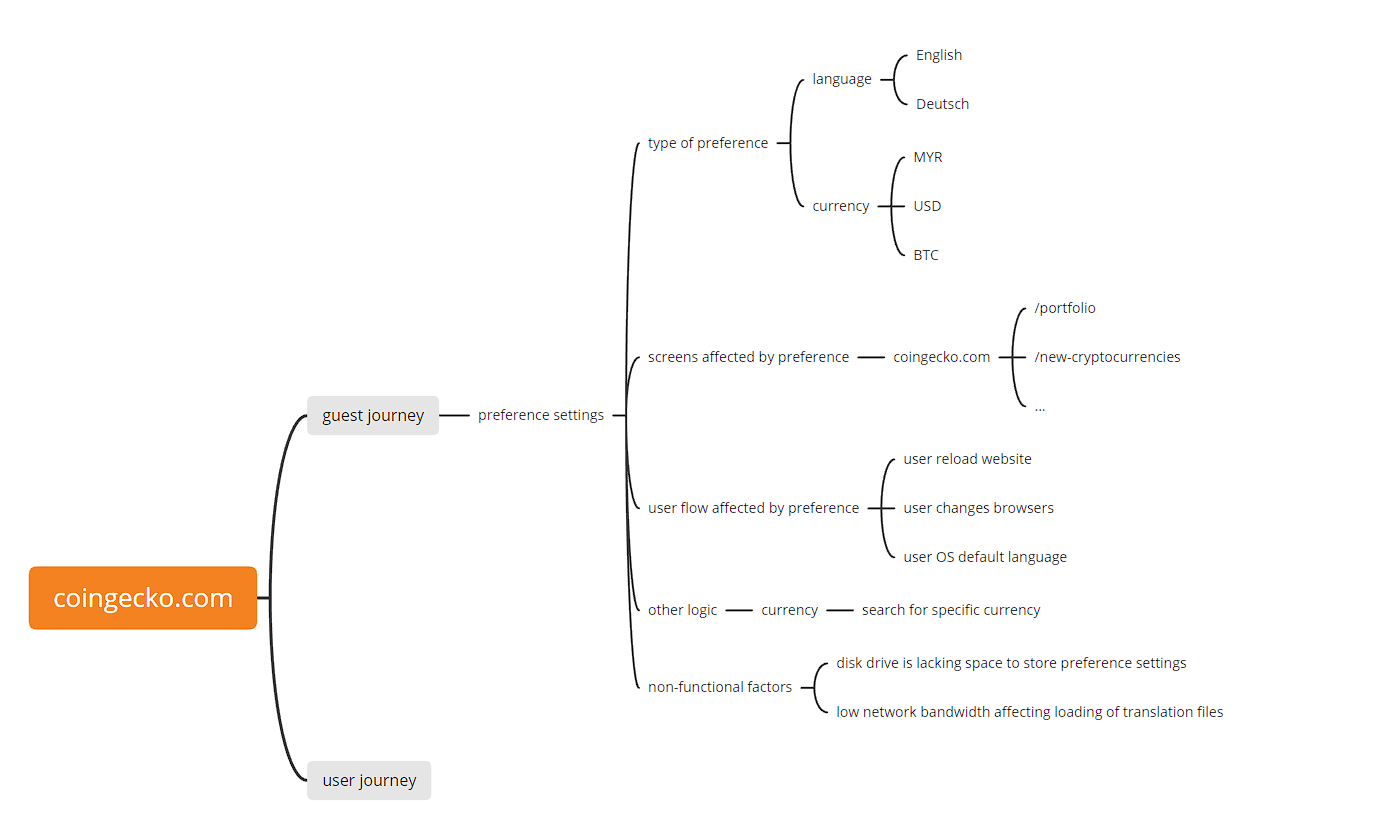 coingecko.com
guest journey
preference settings
type of preference
language
English
Deutsch
currency
MYR
USD
BTC
screens affected by preference
coingecko.com
/portfolio
/new-cryptocurrencies
...
user flow affected by preference
user reload website
user changes browsers
user OS default language
other logic
currency
search for specific currency
non-functional factors
disk drive is lacking space to store preference settings
low network bandwidth affecting loading of translation files
user journey